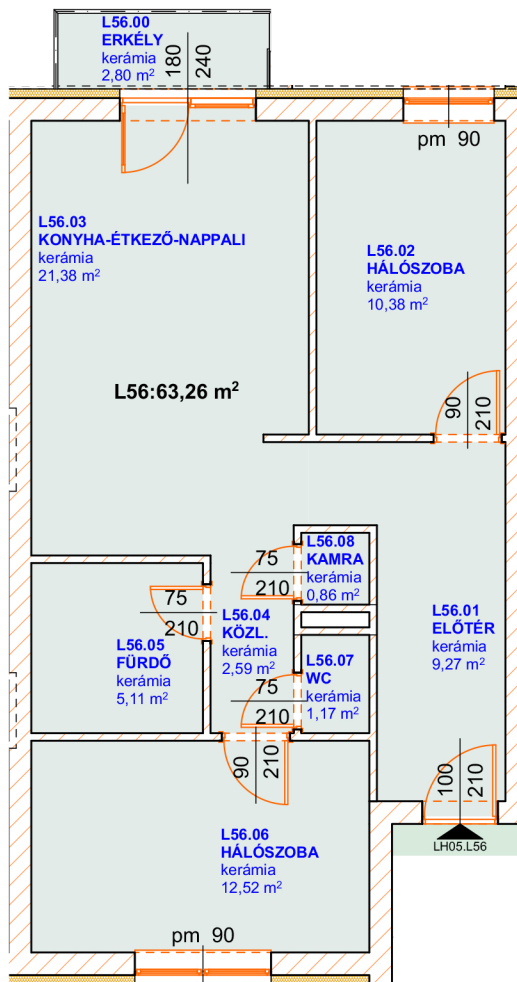 L56.00
ERKÉLY
kerámia
2,80 m²
180
240
pm 90
L56.03
KONYHA-ÉTKEZŐ-NAPPALI
kerámia
21,38 m²
L56.02
HÁLÓSZOBA
kerámia
10,38 m²
L56:63,26 m²
90
210
L56.08
KAMRA
kerámia
0,86 m²
75
210
75
210
L56.04
KÖZL.
kerámia
2,59 m²
L56.01
ELŐTÉR
kerámia
9,27 m²
L56.05
FÜRDŐ
kerámia
5,11 m²
L56.07
WC
kerámia
1,17 m²
75
210
90
210
100
210
LH05.L56
L56.06
HÁLÓSZOBA
kerámia
12,52 m²
pm 90